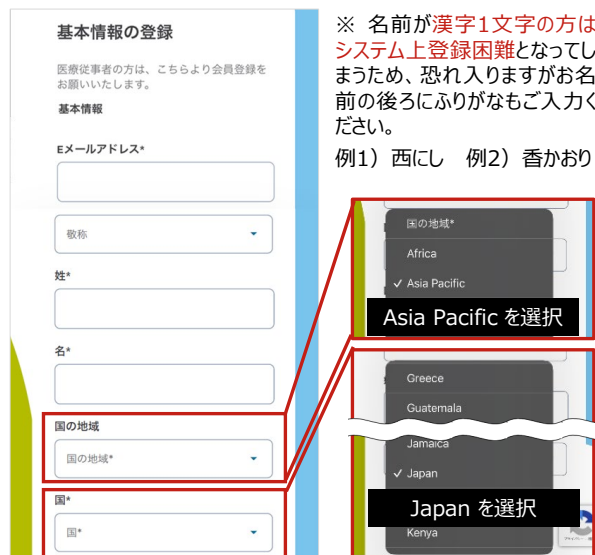 基本情報の登録
医療従事者の方は、こちらより会員登録を
お願いいたします。
基本情報
Eメールアドレス*
敬称
姓*
名*
国の地域
国の地域*
国*
国*
※ 名前が漢字1文字の方は
システム上登録困難となってし
まうため、恐れ入りますがお名
前の後ろにふりがなもご入力く
ださい。
例1）西にし　例2）香かおり
国の地域*
Africa
✓ Asia Pacific
Asia Pacific を選択
Greece
Guatemala
Jamaica
✓ Japan
Japan を選択
Kenya